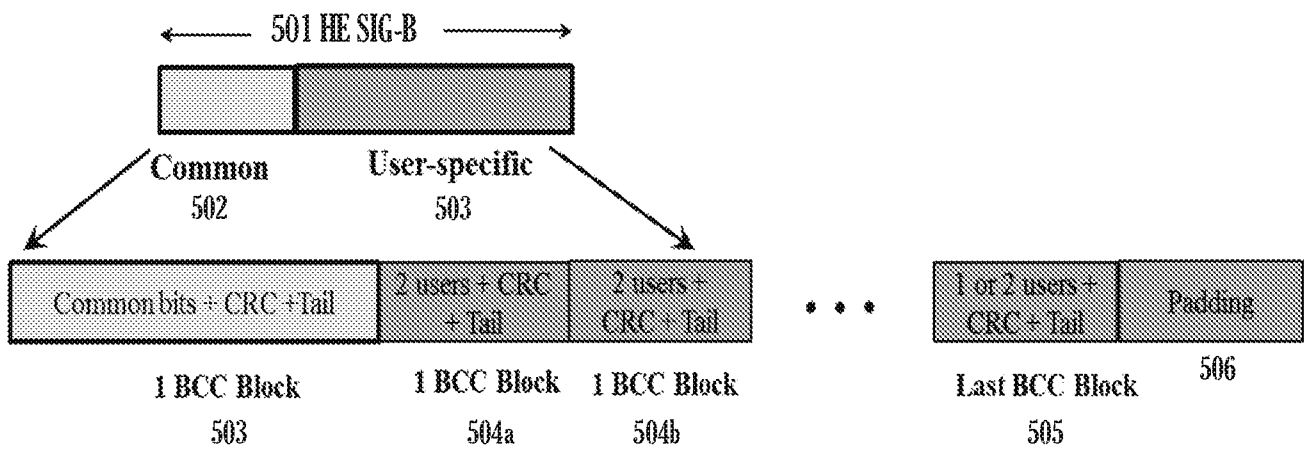 501 HE SIG-B
Common
User-specific
502
503
Common bits + CRC +Tail
2 users + CRC
+ Tail
2 users +
CRC + Tail
1 or 2 users +
CRC + Tail
Padding
506
1 BCC Block
1 BCC Block
1 BCC Block
Last BCC Block
503
504a
504b
505